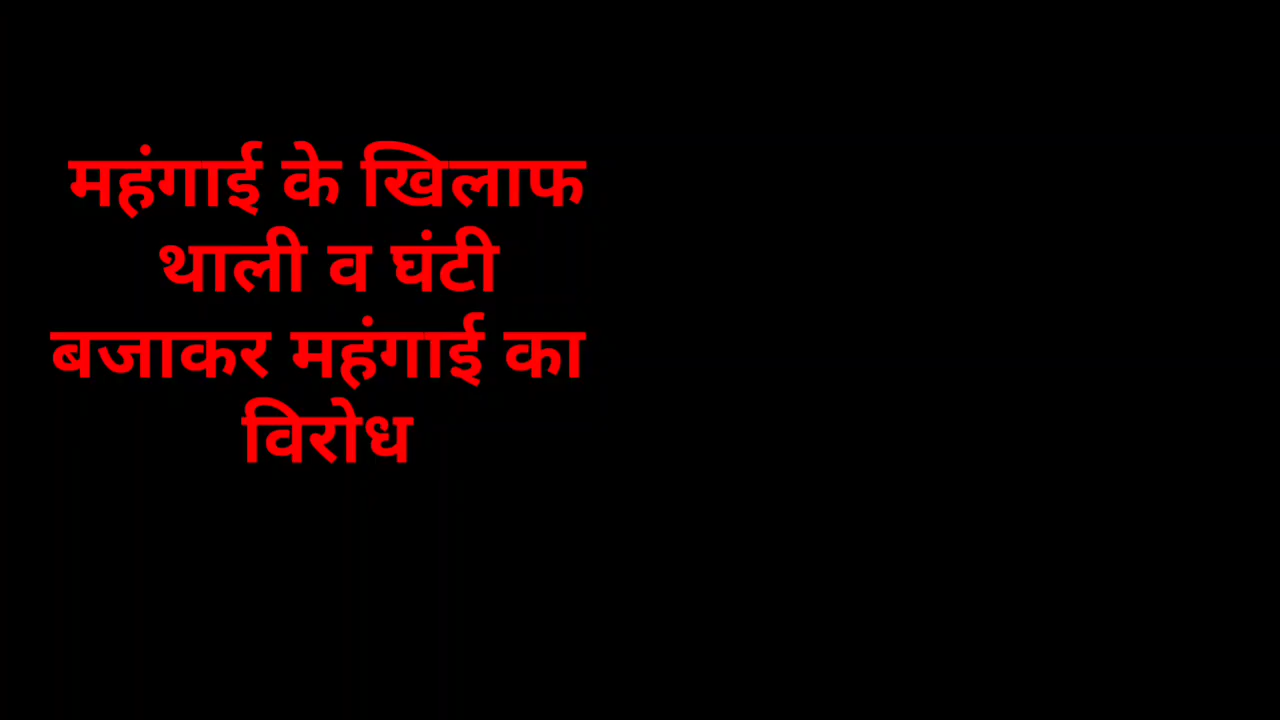 महंगाई के खिलाफ
थाली व घंटी
बजाकर महंगाई का
विरोध